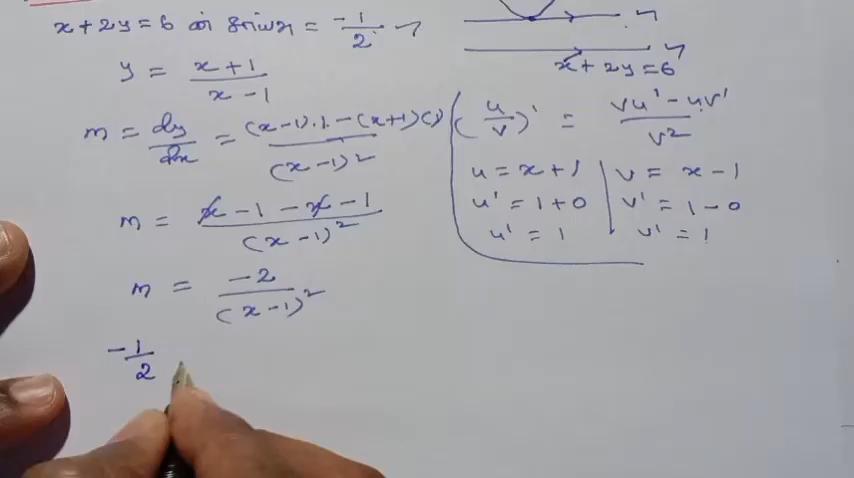 x + 2y = 6 ன் சாய்வு = -1/2
y = (x + 1)/(x - 1)
m = dy/dx = ((x-1).1 - (x+1)(1))/(x-1)²
m = (x - 1 - x - 1)/(x-1)²
m = -2/(x-1)²
-1/2
x + 2y = 6
(u/v)' = (vu' - uv')/v²
u = x + 1 | v = x - 1
u' = 1 + 0 | v' = 1 - 0
u' = 1 | v' = 1